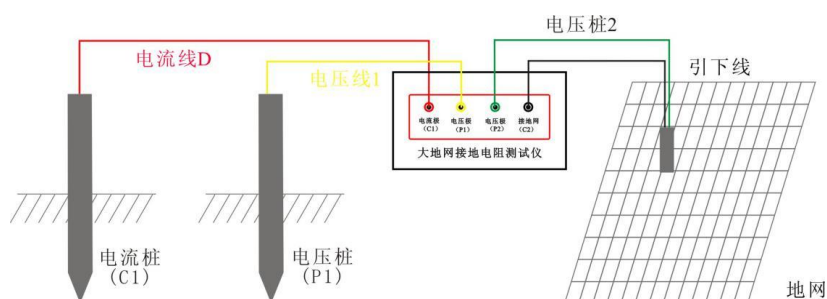 电压桩2
电流线D
电压线1
引下线
电流极
(C1)
电压极
(P1)
电压极
(P2)
接地网
(C2)
大地网接地电阻测试仪
电流桩
(C1)
电压桩
(P1)
地网